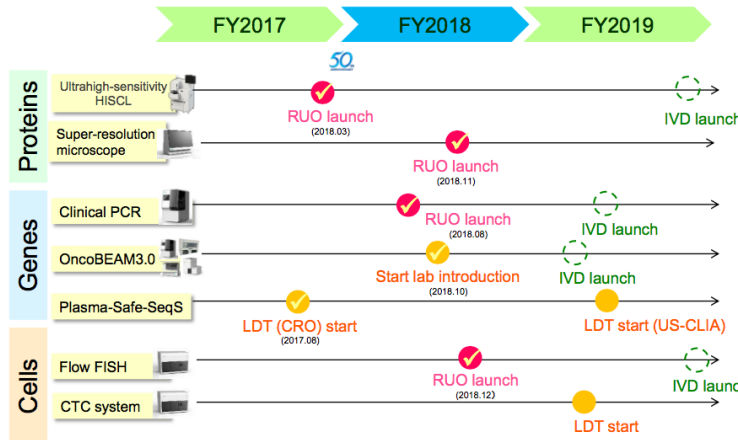 FY2017
FY2018
FY2019
50
Proteins
Ultrahigh-sensitivity
HISCL
RUO launch
(2018.03)
IVD launch
Super-resolution
microscope
RUO launch
(2018.11)
Genes
Clinical PCR
RUO launch
(2018.08)
IVD launch
OncoBEAM3.0
Start lab introduction
(2018.10)
IVD launch
Plasma-Safe-SeqS
LDT (CRO) start
(2017.08)
LDT start (US-CLIA)
Cells
Flow FISH
RUO launch
(2018.12)
IVD launch
CTC system
LDT start